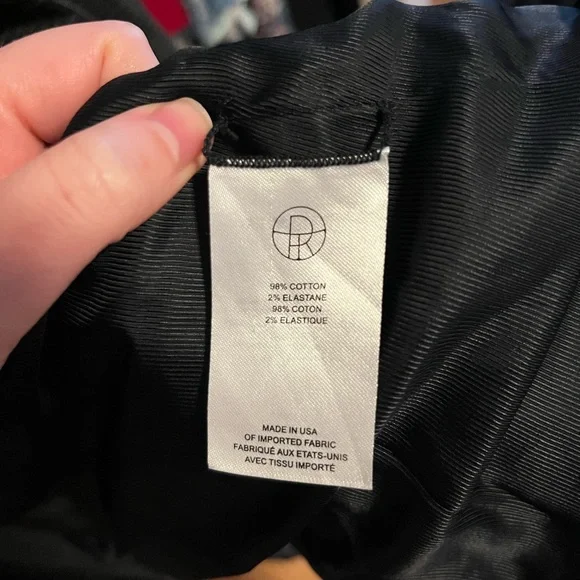 98% COTTON
2% ELASTANE
98% COTON
2% ELASTIQUE
MADE IN USA
OF IMPORTED FABRIC
FABRIQUÉ AUX ETATS-UNIS
AVEC TISSU IMPORTÉ